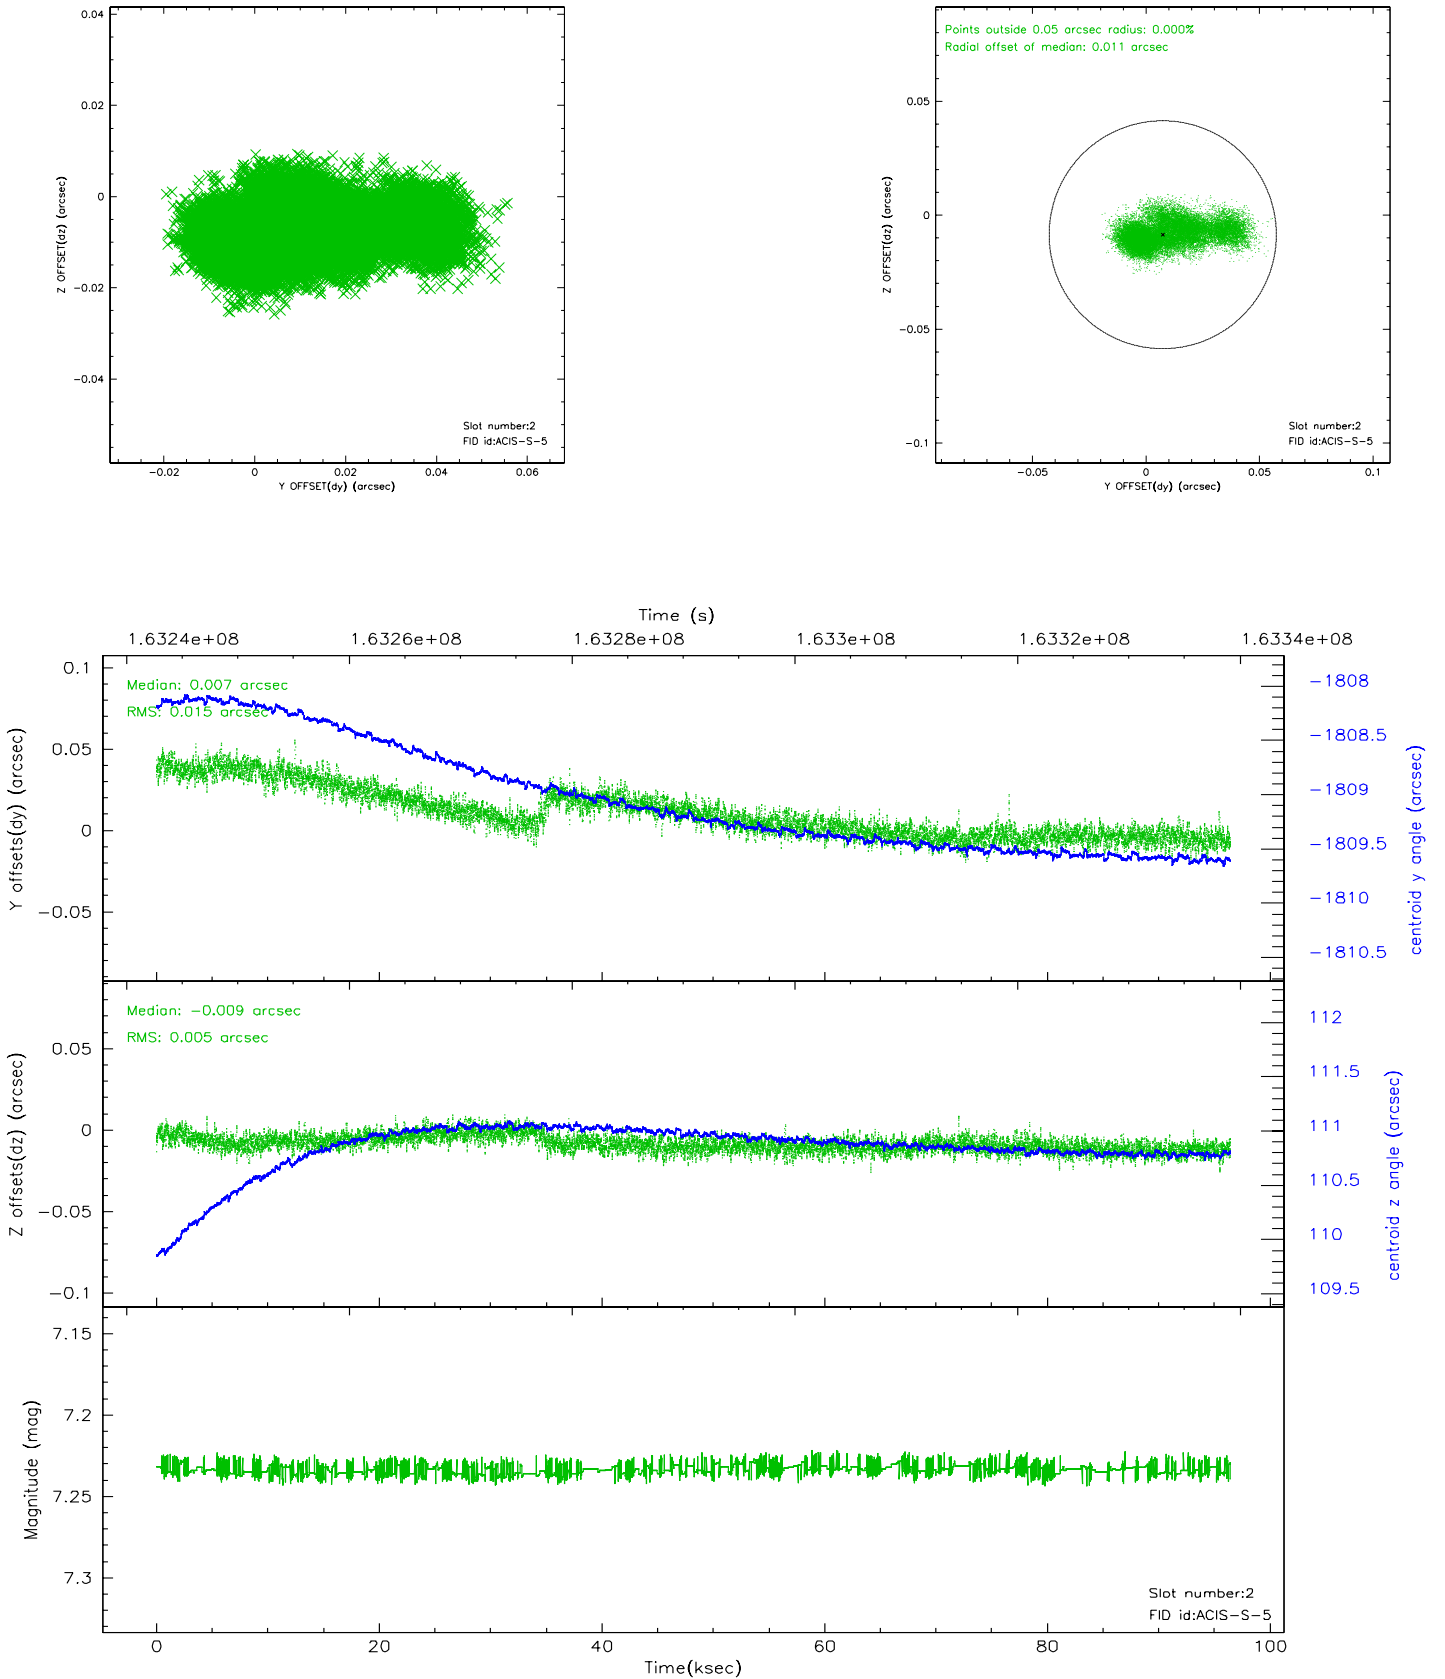 0.04
0.02
0
−0.02
−0.04
Z OFFSET(dz) (arcsec)
Slot number:2
FID id:ACIS−S−5
−0.02 0 0.02 0.04 0.06
Y OFFSET(dy) (arcsec)
Points outside 0.05 arcsec radius: 0.000%
Radial offset of median: 0.011 arcsec
0.05
0
−0.05
−0.1
Z OFFSET(dz) (arcsec)
Slot number:2
FID id:ACIS−S−5
−0.05 0 0.05 0.1
Y OFFSET(dy) (arcsec)
Time (s)
1.6324e+08 1.6326e+08 1.6328e+08 1.633e+08 1.6332e+08 1.6334e+08
Median: 0.007 arcsec
RMS: 0.015 arcsec
0.1
0.05
0
−0.05
Y offsets(dy) (arcsec)
−1808
−1808.5
−1809
−1809.5
−1810
−1810.5
centroid y angle (arcsec)
Median: −0.009 arcsec
RMS: 0.005 arcsec
0.05
0
−0.05
−0.1
Z offsets(dz) (arcsec)
112
111.5
111
110.5
110
109.5
centroid z angle (arcsec)
7.15
7.2
7.25
7.3
Magnitude (mag)
Slot number:2
FID id:ACIS−S−5
0 20 40 60 80 100
Time(ksec)